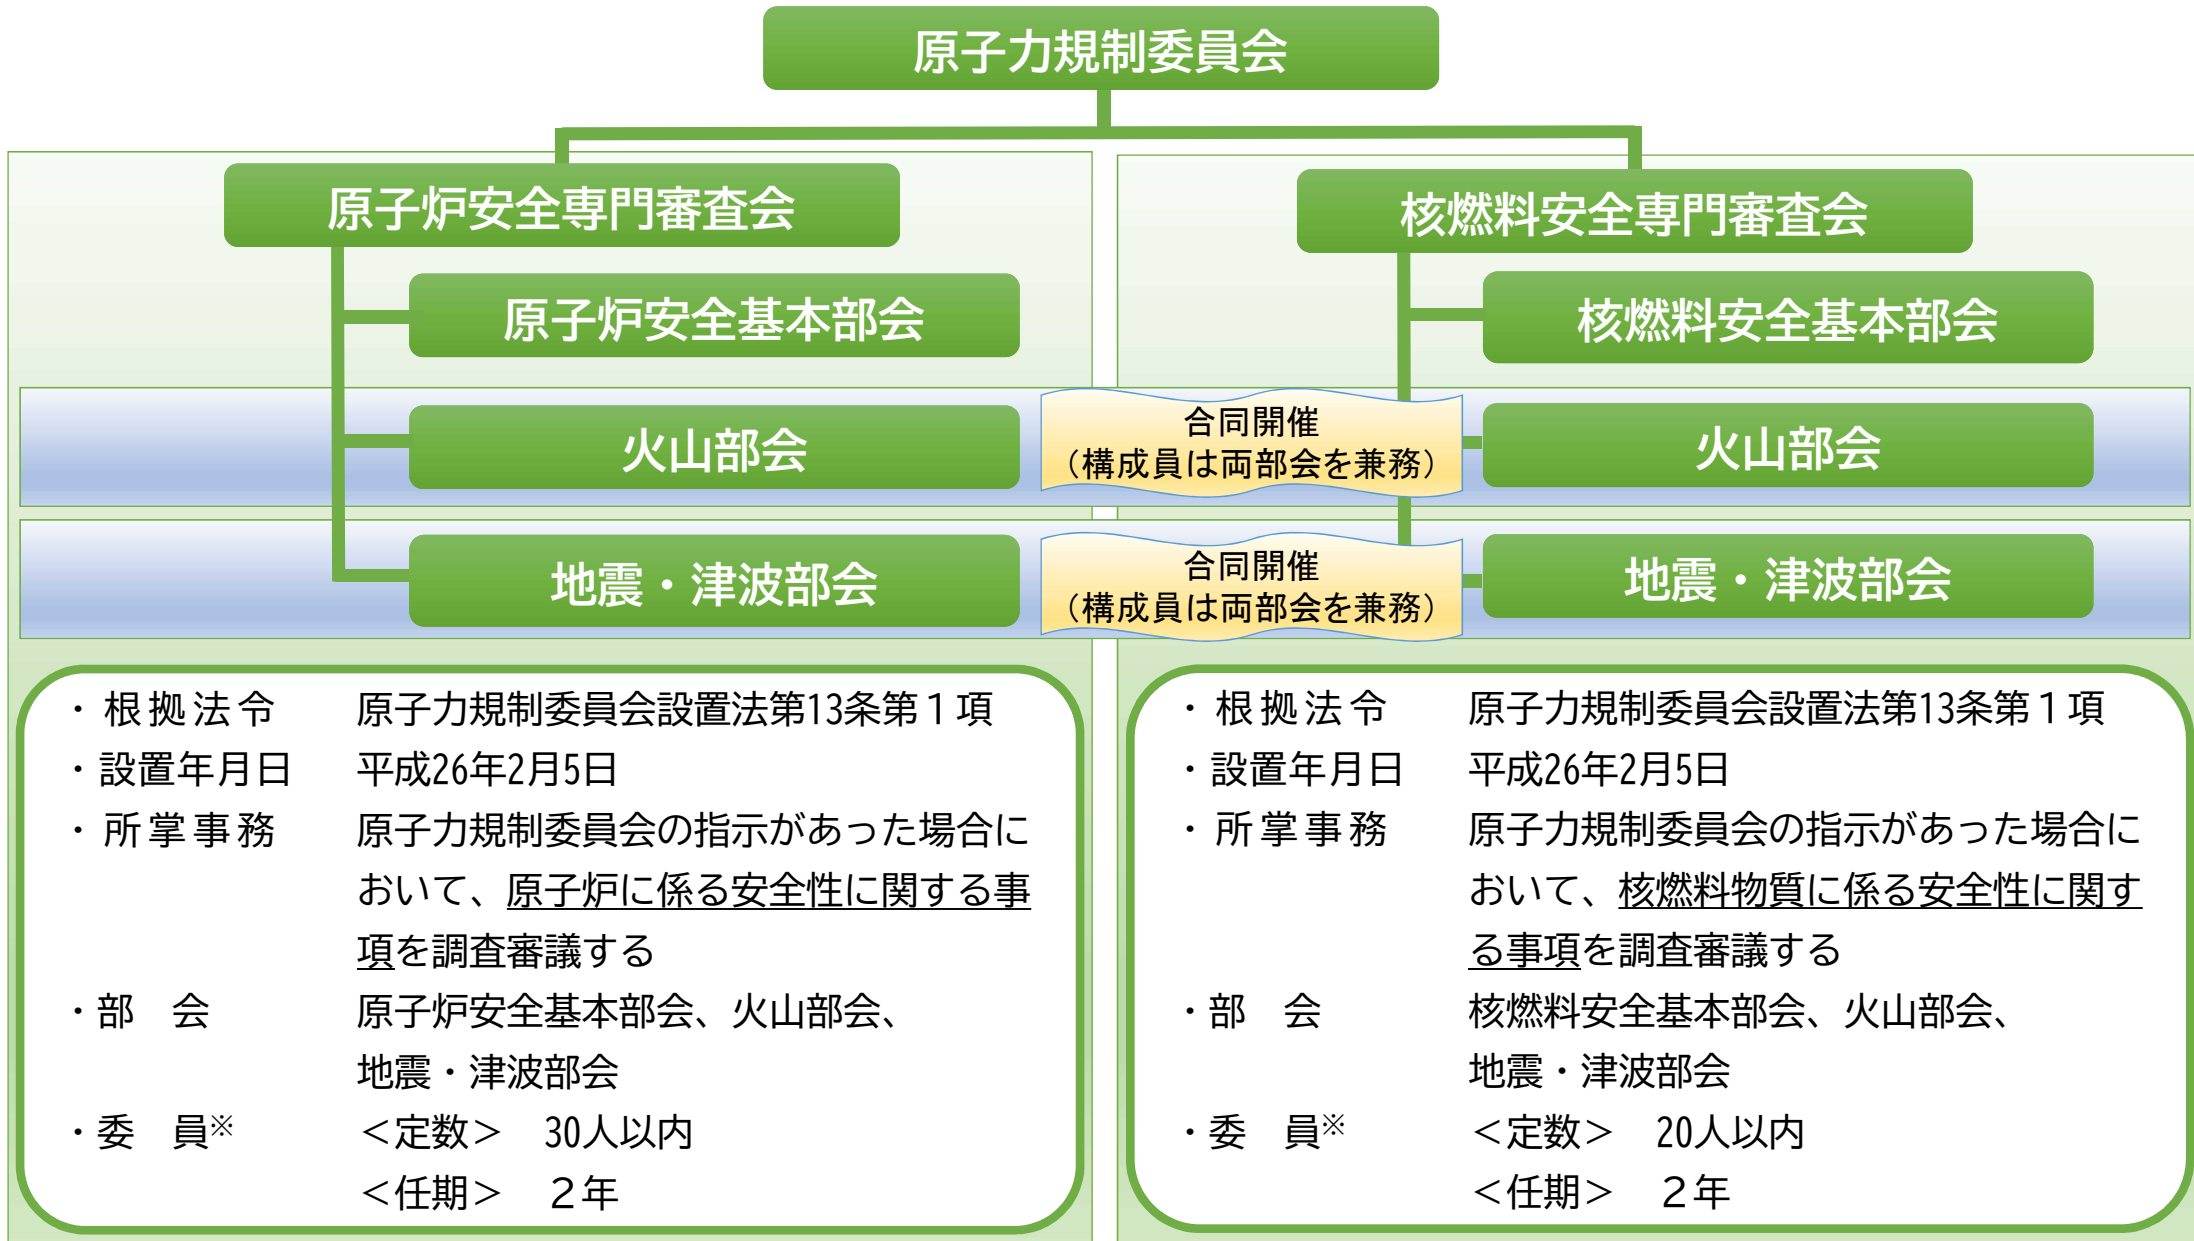 原子力規制委員会
原子炉安全専門審査会
核燃料安全専門審査会
原子炉安全基本部会
核燃料安全基本部会
火山部会
合同開催
（構成員は両部会を兼務）
火山部会
地震・津波部会
合同開催
（構成員は両部会を兼務）
地震・津波部会
・根拠法令　原子力規制委員会設置法第13条第１項
・設置年月日　平成26年2月5日
・所掌事務　原子力規制委員会の指示があった場合に
おいて、原子炉に係る安全性に関する事
項を調査審議する
・部　会　原子炉安全基本部会、火山部会、
地震・津波部会
・委　員※　＜定数＞　30人以内
＜任期＞　２年
・根拠法令　原子力規制委員会設置法第13条第１項
・設置年月日　平成26年2月5日
・所掌事務　原子力規制委員会の指示があった場合に
おいて、核燃料物質に係る安全性に関す
る事項を調査審議する
・部　会　核燃料安全基本部会、火山部会、
地震・津波部会
・委　員※　＜定数＞　20人以内
＜任期＞　２年